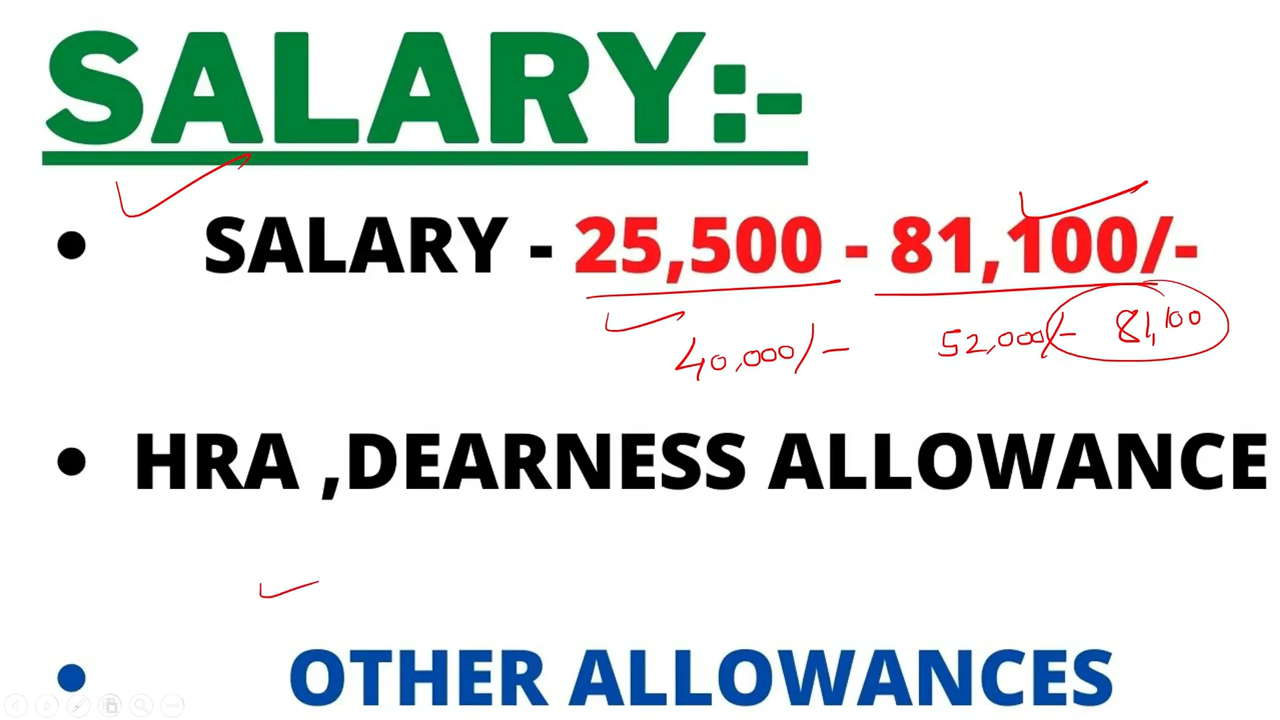 SALARY:-
• SALARY - 25,500 - 81,100/-
40,000/- 52,000/- 81,100
• HRA ,DEARNESS ALLOWANCE
• OTHER ALLOWANCES